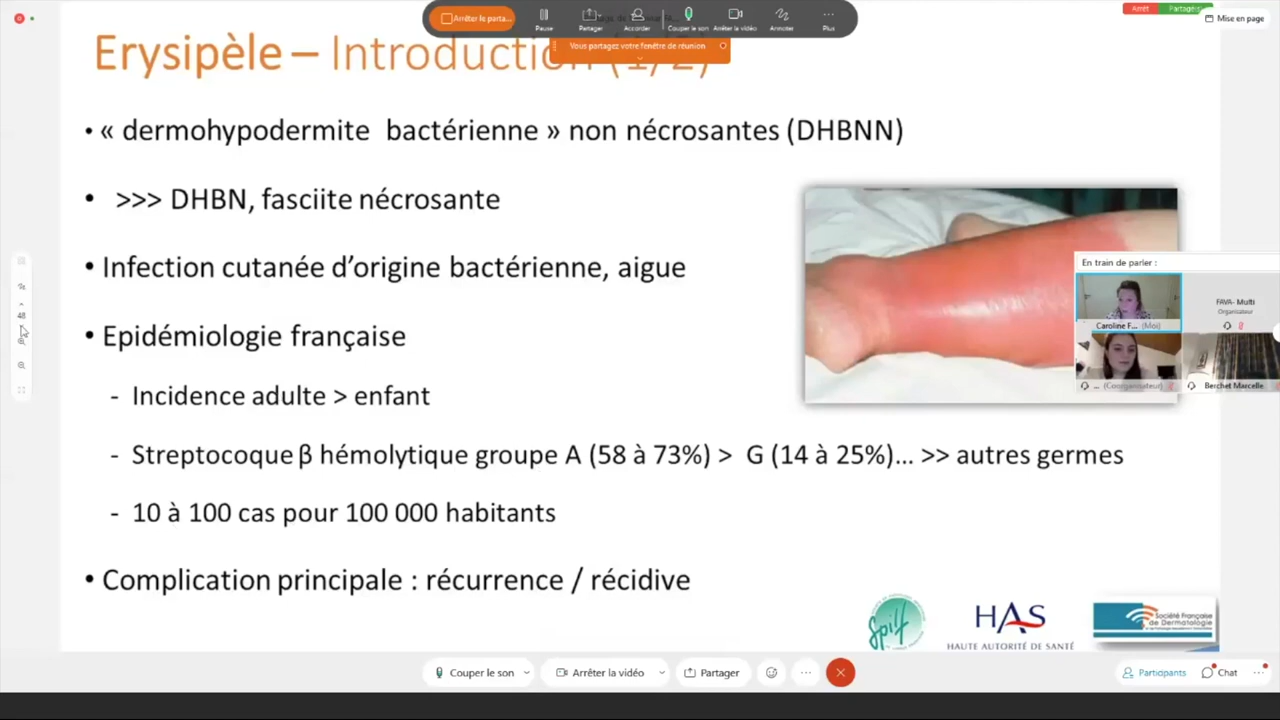 Arrêter le parta...
Pause
Partager
Accorder
Couper le son
Arrêter la vidéo
Annoter
Plus
Arrêt
Partager
Mise en page
Vous partagez votre fenêtre de réunion
Erysipèle – Introduction (1/2)
• « dermohypodermite bactérienne » non nécrosantes (DHBNN)
• >>> DHBN, fasciite nécrosante
• Infection cutanée d’origine bactérienne, aigue
• Epidémiologie française
- Incidence adulte > enfant
- Streptocoque β hémolytique groupe A (58 à 73%) > G (14 à 25%)... >> autres germes
- 10 à 100 cas pour 100 000 habitants
• Complication principale : récurrence / récidive
48
En train de parler :
Caroline F... (Moi)
FAVA- Multi
Organisateur
... (Coorganisateur)
Berchet Marcelle
Spilf
HAS
HAUTE AUTORITÉ DE SANTÉ
Société Française
de Dermatologie
Couper le son
Arrêter la vidéo
Partager
Participants
Chat